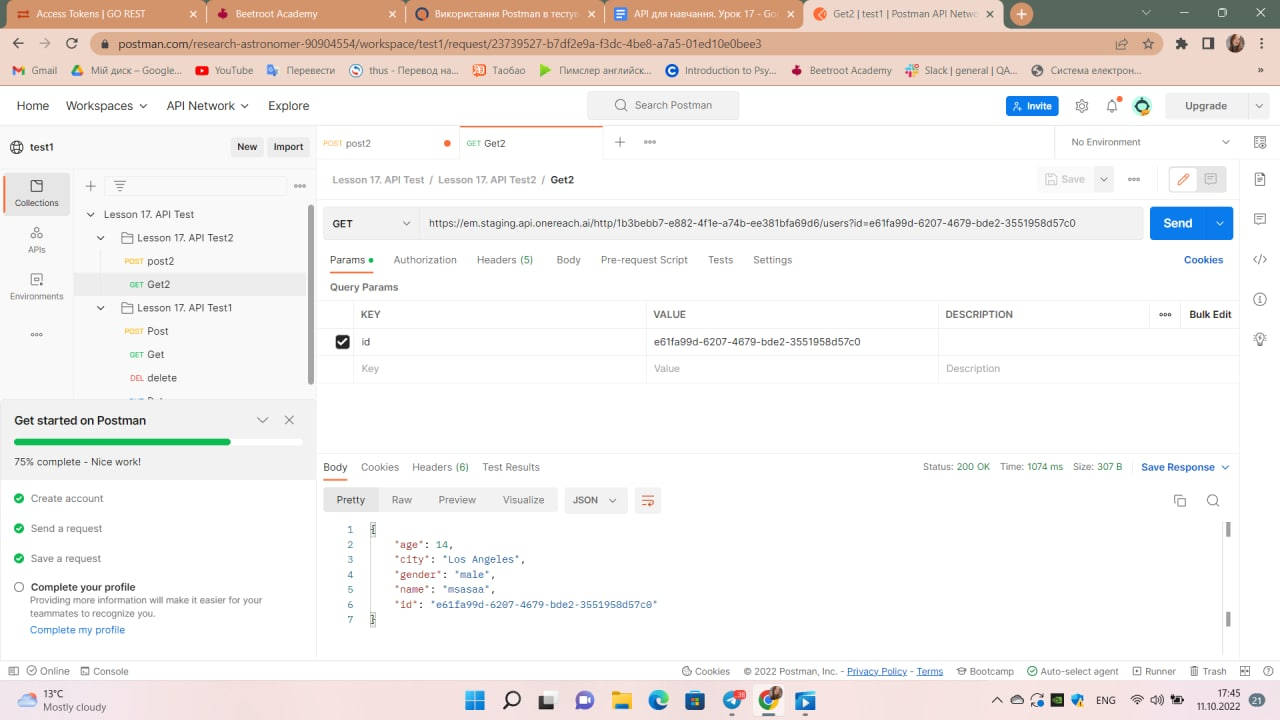 Access Tokens | GO REST
Beetroot Academy
Використання Postman в тестув
API для навчання. Урок 17 - Goo
Get2 | test1 | Postman API Netwo
postman.com/research-astronomer-90904554/workspace/test1/request/23739527-b7df2e9a-f3dc-4be8-a7a5-01ed10e0bee3
Gmail
Мій диск – Google...
YouTube
Перевести
thus - Перевод на...
Таобао
Пимслер английск...
Introduction to Psy...
Beetroot Academy
Slack | general | QA...
Система електрон...
»
Home
Workspaces
API Network
Explore
Search Postman
Invite
Upgrade
test1
New
Import
POST post2
GET Get2
No Environment
Collections
APIs
Environments
Lesson 17. API Test
Lesson 17. API Test2
POST post2
GET Get2
Lesson 17. API Test1
POST Post
GET Get
DEL delete
Lesson 17. API Test / Lesson 17. API Test2 / Get2
Save
GET
https://em.staging.api.onereach.ai/http/1b3bebb7-e882-4f1e-a74b-ee381bfa69d6/users?id=e61fa99d-6207-4679-bde2-3551958d57c0
Send
Params
Authorization
Headers (5)
Body
Pre-request Script
Tests
Settings
Cookies
Query Params
KEY
VALUE
DESCRIPTION
Bulk Edit
id
e61fa99d-6207-4679-bde2-3551958d57c0
Key
Value
Description
Get started on Postman
75% complete - Nice work!
Create account
Send a request
Save a request
Complete your profile
Providing more information will make it easier for your
teammates to recognize you.
Complete my profile
Body
Cookies
Headers (6)
Test Results
Status: 200 OK
Time: 1074 ms
Size: 307 B
Save Response
Pretty
Raw
Preview
Visualize
JSON
1 {
2 "age": 14,
3 "city": "Los Angeles",
4 "gender": "male",
5 "name": "msasaa",
6 "id": "e61fa99d-6207-4679-bde2-3551958d57c0"
7 }
Online
Console
Cookies
© 2022 Postman, Inc. - Privacy Policy - Terms
Bootcamp
Auto-select agent
Runner
Trash
13°C
Mostly cloudy
38
ENG
17:45
11.10.2022
21